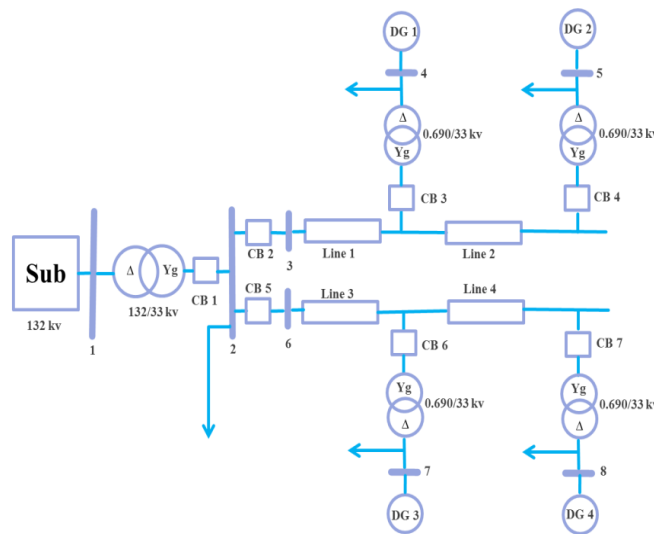 DG 1
DG 2
4
5
Δ
Yg
0.690/33 kv
Δ
Yg
0.690/33 kv
CB 3
CB 4
CB 2
3
Line 1
Line 2
Sub
132 kv
1
Δ
Yg
132/33 kv
CB 1
2
CB 5
6
Line 3
Line 4
CB 6
CB 7
Yg
Δ
0.690/33 kv
Yg
Δ
0.690/33 kv
7
8
DG 3
DG 4